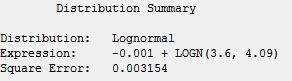 Distribution Summary
Distribution: Lognormal
Expression: -0.001 + LOGN(3.6, 4.09)
Square Error: 0.003154